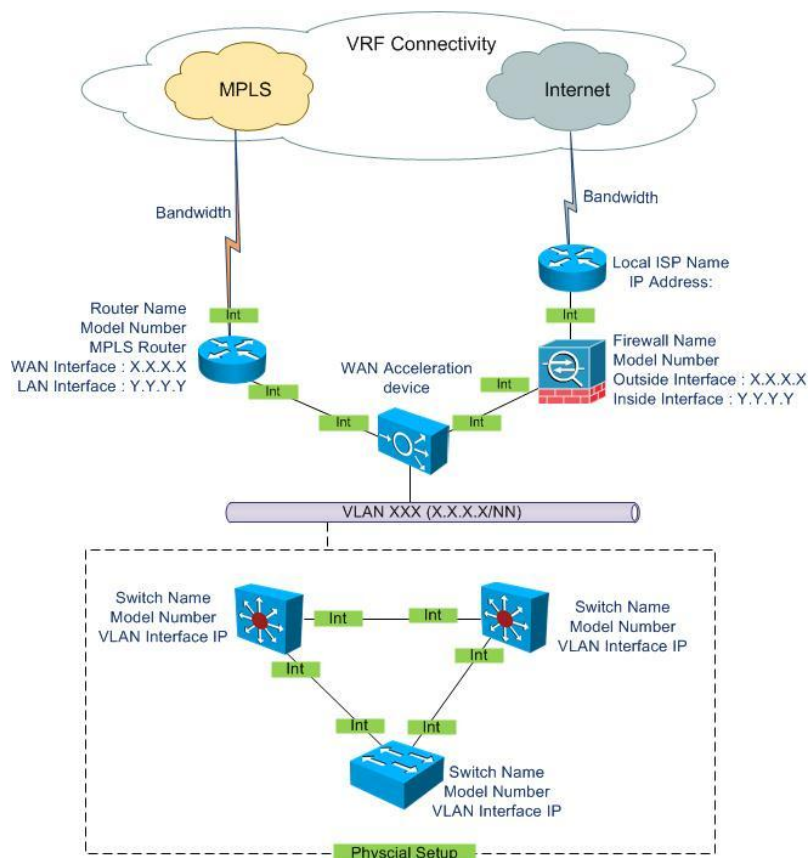 VRF Connectivity
MPLS
Internet
Bandwidth
Bandwidth
Local ISP Name
IP Address:
Router Name
Model Number
MPLS Router
WAN Interface : X.X.X.X
LAN Interface : Y.Y.Y.Y
Int
Int
Firewall Name
Model Number
Outside Interface : X.X.X.X
Inside Interface : Y.Y.Y.Y
WAN Acceleration
device
Int
Int
Int
Int
VLAN XXX (X.X.X.X/NN)
Switch Name
Model Number
VLAN Interface IP
Int
Int
Switch Name
Model Number
VLAN Interface IP
Int
Int
Int
Int
Switch Name
Model Number
VLAN Interface IP
Physcial Setup